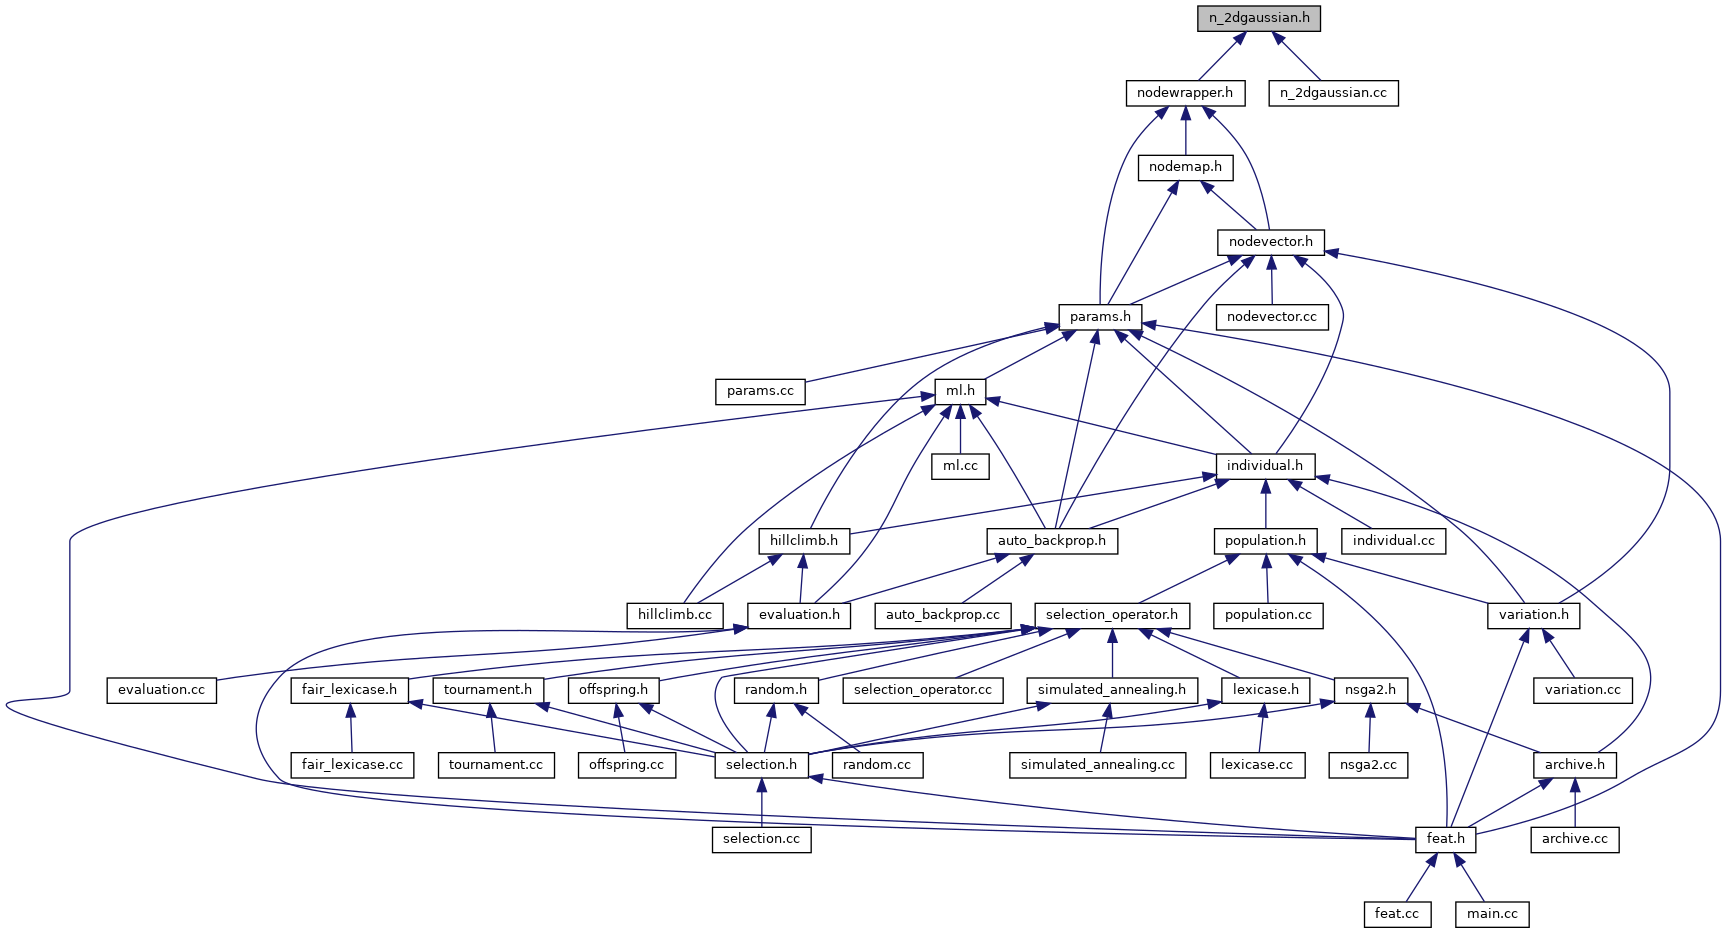 n_2dgaussian.h
nodewrapper.h
n_2dgaussian.cc
nodemap.h
nodevector.h
params.h
nodevector.cc
params.cc
ml.h
ml.cc
individual.h
hillclimb.h
auto_backprop.h
population.h
individual.cc
hillclimb.cc
evaluation.h
auto_backprop.cc
selection_operator.h
population.cc
variation.h
evaluation.cc
fair_lexicase.h
tournament.h
offspring.h
random.h
selection_operator.cc
simulated_annealing.h
lexicase.h
nsga2.h
variation.cc
fair_lexicase.cc
tournament.cc
offspring.cc
selection.h
random.cc
simulated_annealing.cc
lexicase.cc
nsga2.cc
archive.h
selection.cc
feat.h
archive.cc
feat.cc
main.cc